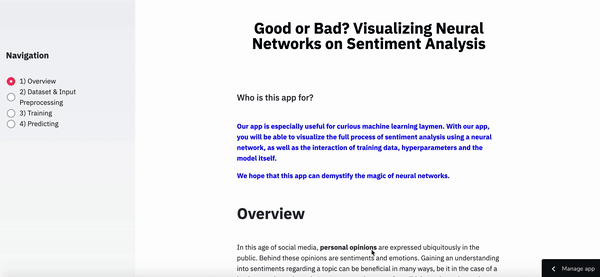 Good or Bad? Visualizing Neural
Networks on Sentiment Analysis
Navigation
1) Overview
2) Dataset & Input
Preprocessing
3) Training
4) Predicting
Who is this app for?
Our app is especially useful for curious machine learning laymen. With our app,
you will be able to visualize the full process of sentiment analysis using a neural
network, as well as the interaction of training data, hyperparameters and the
model itself.
We hope that this app can demystify the magic of neural networks.
Overview
In this age of social media, personal opinions are expressed ubiquitously in the
public. Behind these opinions are sentiments and emotions. Gaining an understanding
into sentiments regarding a topic can be beneficial in many ways, be it in the case of a
Manage app